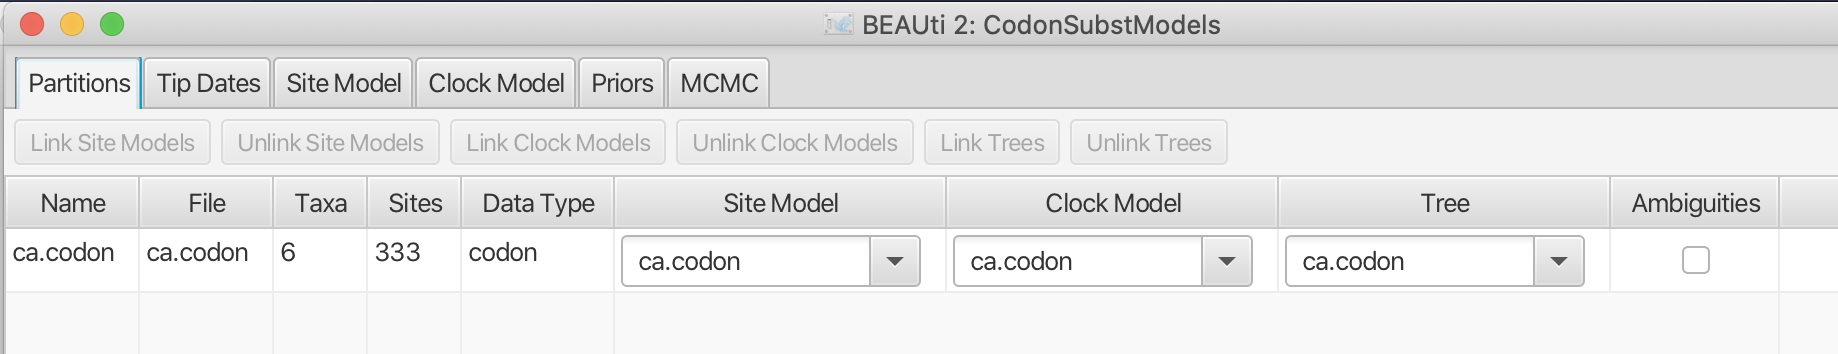 BEAUti 2: CodonSubstModels
Partitions Tip Dates Site Model Clock Model Priors MCMC
Link Site Models Unlink Site Models Link Clock Models Unlink Clock Models Link Trees Unlink Trees
Name File Taxa Sites Data Type Site Model Clock Model Tree Ambiguities
ca.codon ca.codon 6 333 codon ca.codon ca.codon ca.codon